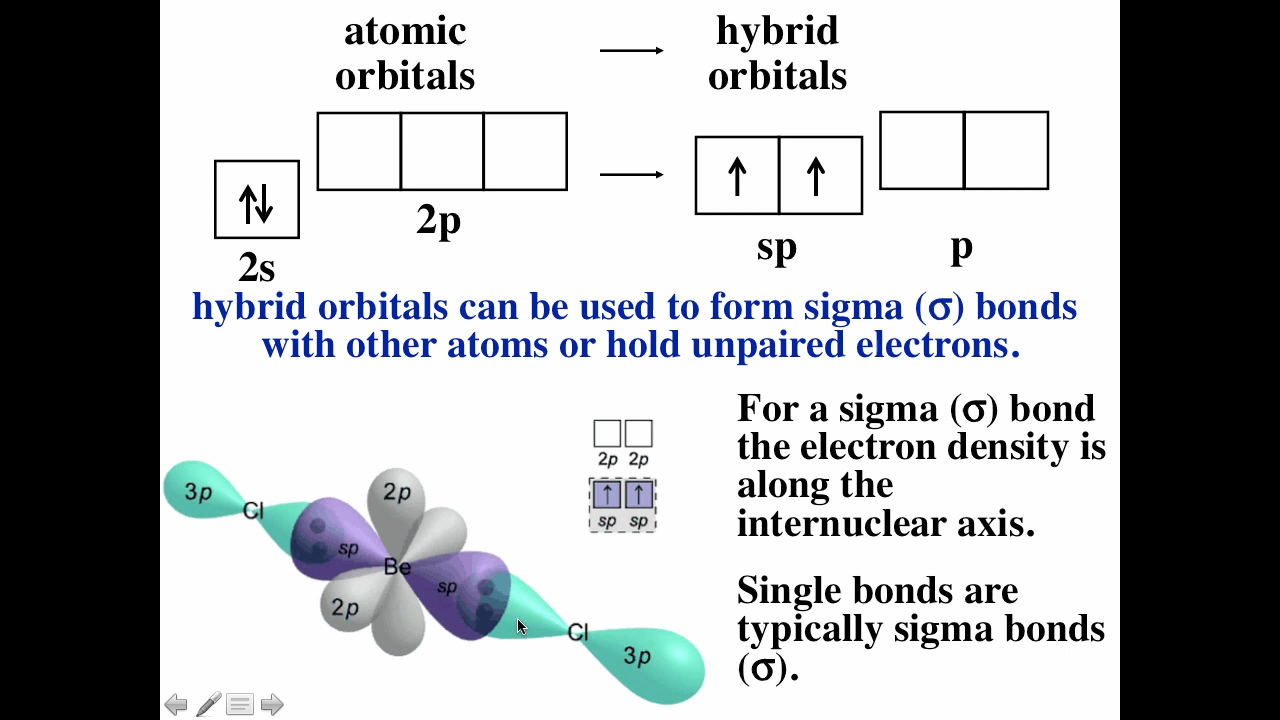 atomic
orbitals
hybrid
orbitals
2s
2p
sp
p
hybrid orbitals can be used to form sigma (σ) bonds
with other atoms or hold unpaired electrons.
For a sigma (σ) bond
the electron density is
along the
internuclear axis.
Single bonds are
typically sigma bonds
(σ).
2p 2p
sp sp
3p
Cl
sp
2p
Be
2p
sp
Cl
3p